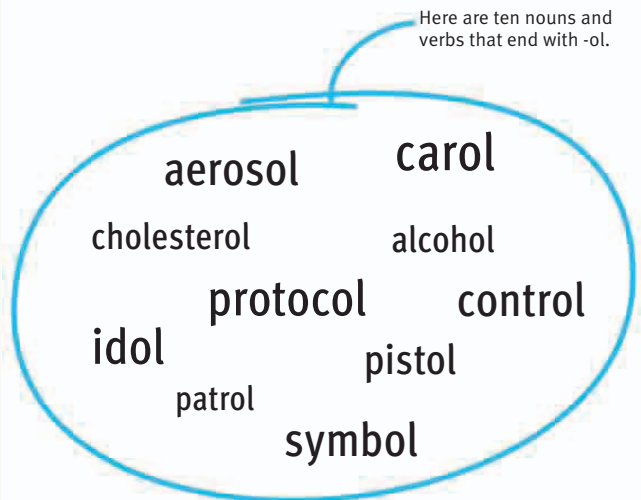 Here are ten nouns and
verbs that end with -ol.
aerosol
carol
cholesterol
alcohol
protocol
control
idol
pistol
patrol
symbol